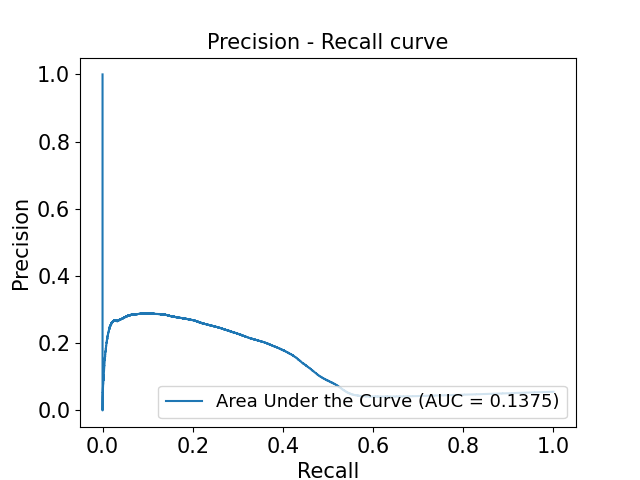 Precision - Recall curve
Precision
1.0
0.8
0.6
0.4
0.2
0.0
Area Under the Curve (AUC = 0.1375)
0.0 0.2 0.4 0.6 0.8 1.0
Recall